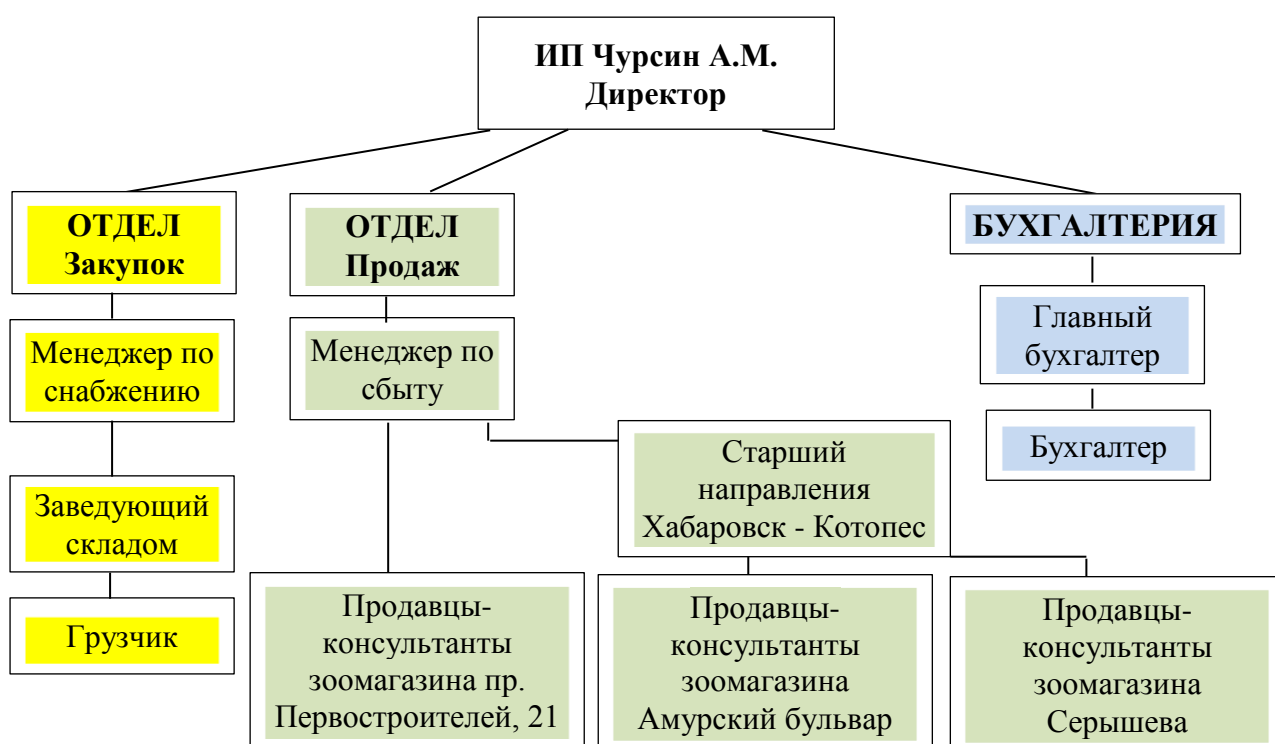 ИП Чурсин А.М.
Директор
ОТДЕЛ
Закупок
ОТДЕЛ
Продаж
БУХГАЛТЕРИЯ
Менеджер по
снабжению
Менеджер по
сбыту
Главный
бухгалтер
Бухгалтер
Старший
направления
Хабаровск - Котопес
Заведующий
складом
Грузчик
Продавцы-
консультанты
зоомагазина пр.
Первостроителей, 21
Продавцы-
консультанты
зоомагазина
Амурский бульвар
Продавцы-
консультанты
зоомагазина
Серышева